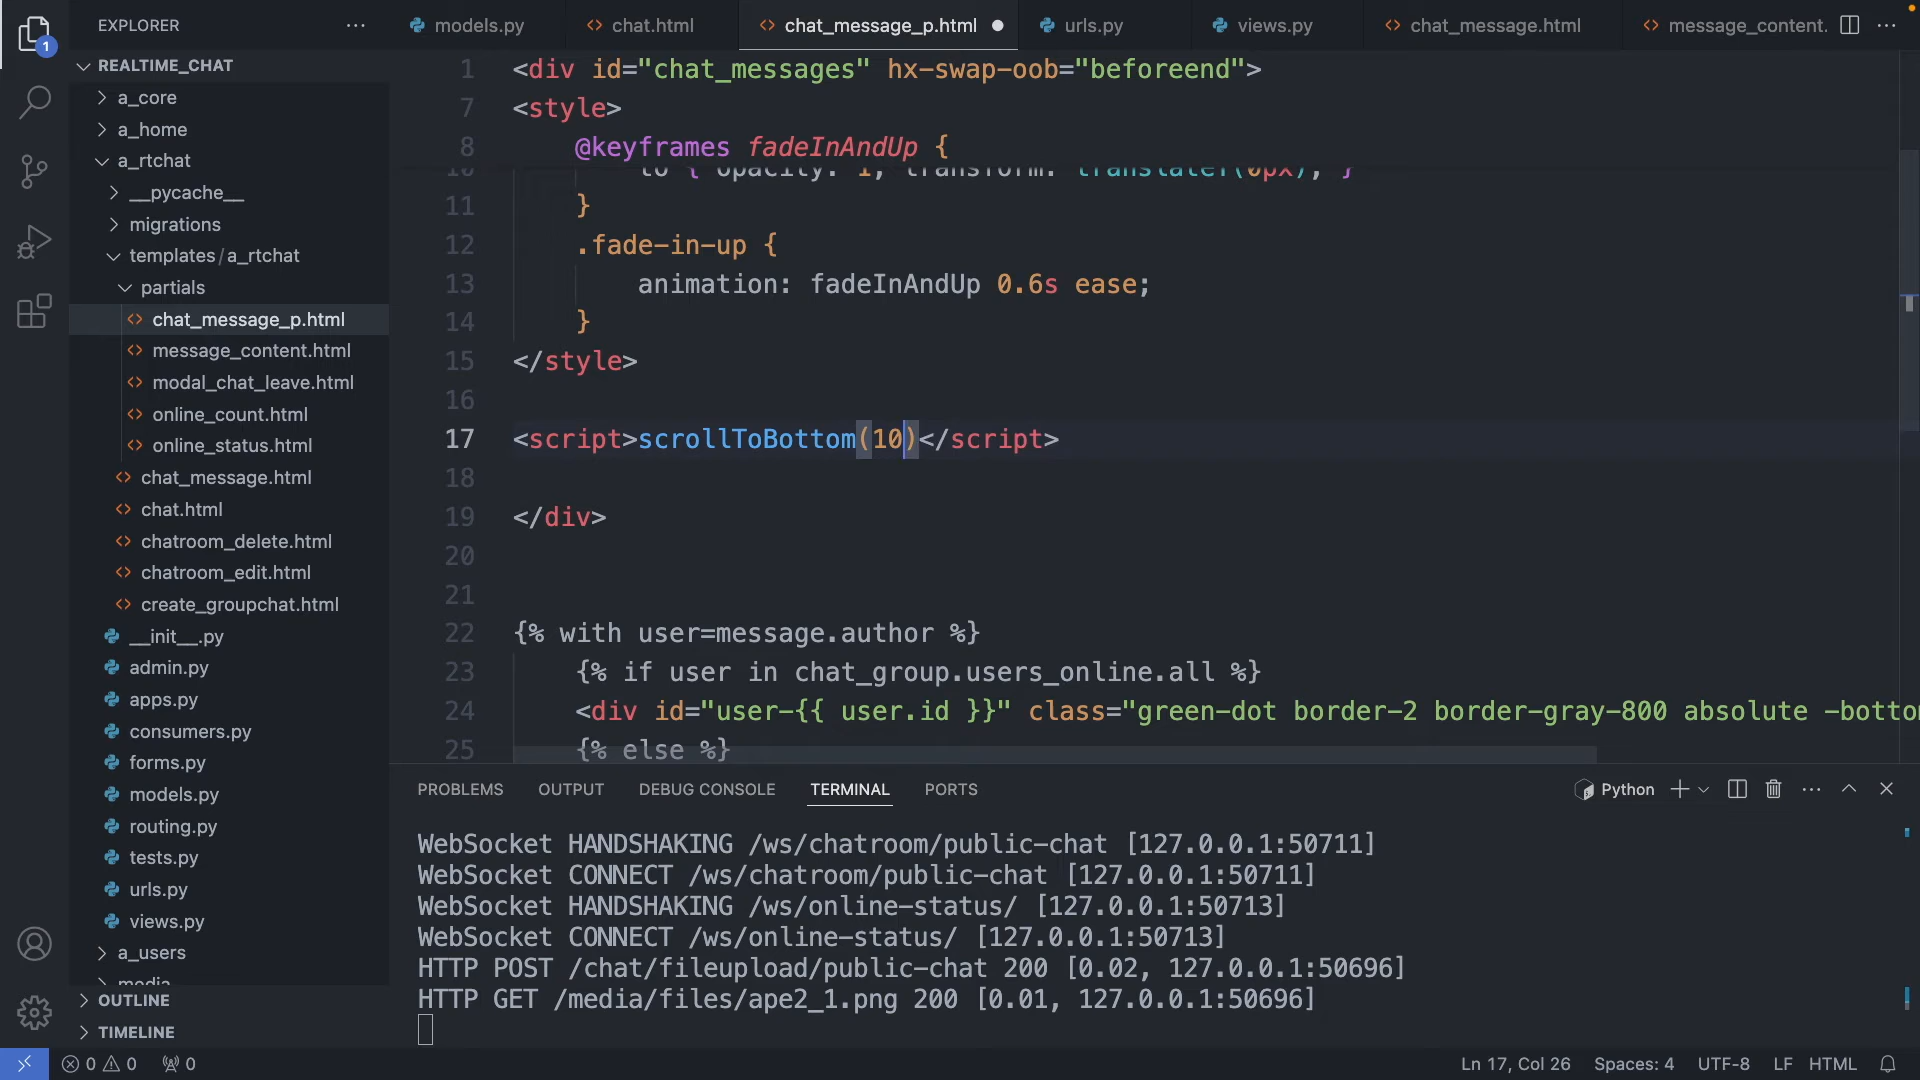 EXPLORER
models.py
chat.html
chat_message_p.html
urls.py
views.py
chat_message.html
message_content.
1
REALTIME_CHAT
a_core
a_home
a_rtchat
__pycache__
migrations
templates/a_rtchat
partials
chat_message_p.html
message_content.html
modal_chat_leave.html
online_count.html
online_status.html
chat_message.html
chat.html
chatroom_delete.html
chatroom_edit.html
create_groupchat.html
__init__.py
admin.py
apps.py
consumers.py
forms.py
models.py
routing.py
tests.py
urls.py
views.py
a_users
media
OUTLINE
TIMELINE
1 <div id="chat_messages" hx-swap-oob="beforeend">
7 <style>
8 @keyframes fadeInAndUp {
10 to { opacity: 1; transform: translateY(0px); }
11 }
12 .fade-in-up {
13 animation: fadeInAndUp 0.6s ease;
14 }
15 </style>
16
17 <script>scrollToBottom(10)</script>
18
19 </div>
20
21
22 {% with user=message.author %}
23 {% if user in chat_group.users_online.all %}
24 <div id="user-{{ user.id }}" class="green-dot border-2 border-gray-800 absolute -botto
25 {% else %}
PROBLEMS OUTPUT DEBUG CONSOLE TERMINAL PORTS
Python
WebSocket HANDSHAKING /ws/chatroom/public-chat [127.0.0.1:50711]
WebSocket CONNECT /ws/chatroom/public-chat [127.0.0.1:50711]
WebSocket HANDSHAKING /ws/online-status/ [127.0.0.1:50713]
WebSocket CONNECT /ws/online-status/ [127.0.0.1:50713]
HTTP POST /chat/fileupload/public-chat 200 [0.02, 127.0.0.1:50696]
HTTP GET /media/files/ape2_1.png 200 [0.01, 127.0.0.1:50696]
0 0 0
Ln 17, Col 26 Spaces: 4 UTF-8 LF HTML